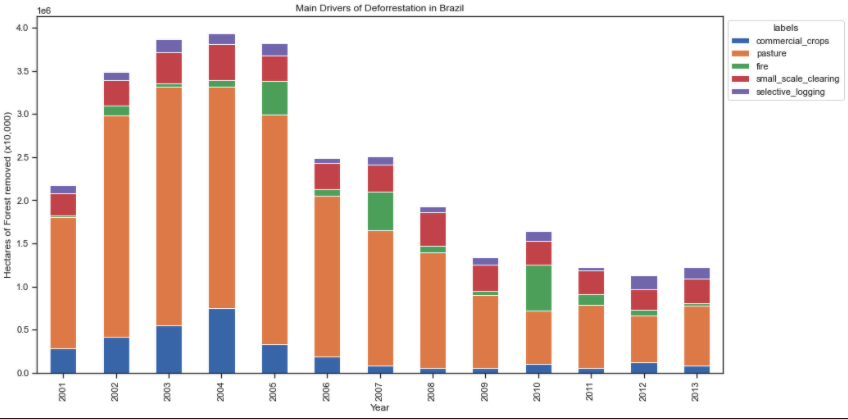 Main Drivers of Deforrestation in Brazil
1e6
4.0
3.5
3.0
2.5
2.0
1.5
1.0
0.5
0.0
Hectares of Forest removed (x10,000)
2001
2002
2003
2004
2005
2006
2007
2008
2009
2010
2011
2012
2013
Year
labels
commercial_crops
pasture
fire
small_scale_clearing
selective_logging